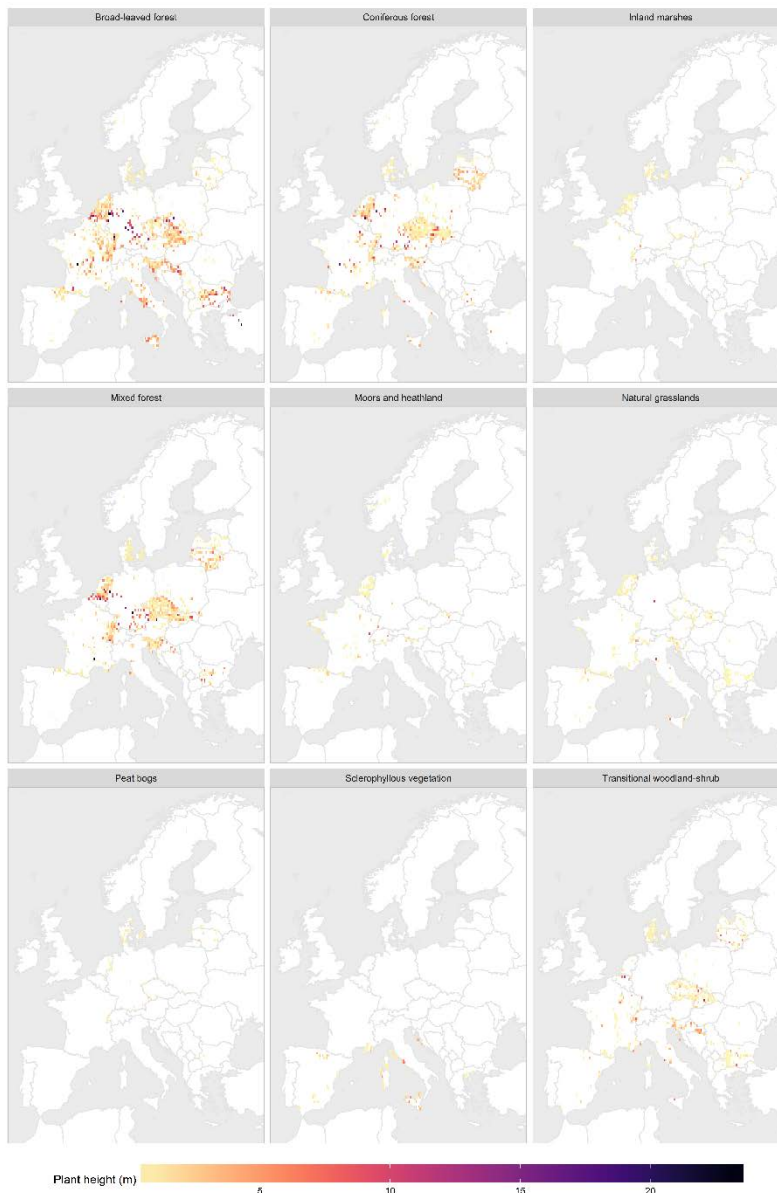 Broad-leaved forest
Coniferous forest
Inland marshes
Mixed forest
Moors and heathland
Natural grasslands
Peat bogs
Sclerophyllous vegetation
Transitional woodland-shrub
Plant height (m)
5 10 15 20